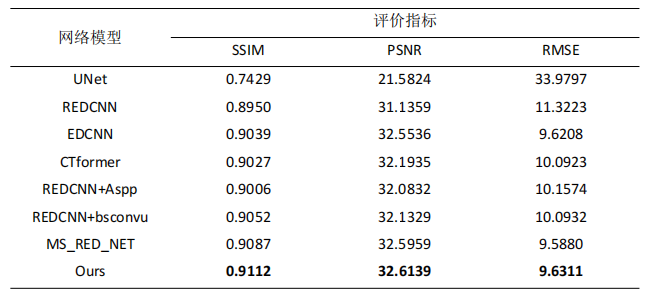 网络模型 评价指标
SSIM PSNR RMSE
UNet 0.7429 21.5824 33.9797
REDCNN 0.8950 31.1359 11.3223
EDCNN 0.9039 32.5536 9.6208
CTformer 0.9027 32.1935 10.0923
REDCNN+Aspp 0.9006 32.0832 10.1574
REDCNN+bsconvu 0.9052 32.1329 10.0932
MS_RED_NET 0.9087 32.5959 9.5880
Ours 0.9112 32.6139 9.6311